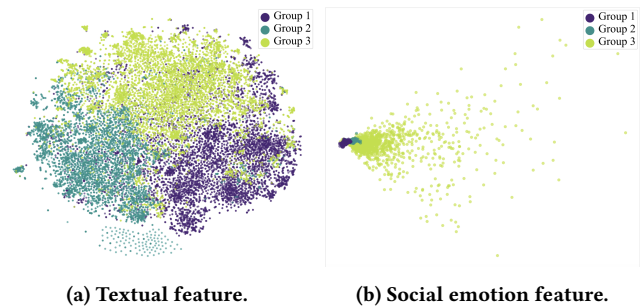 Group 1
Group 2
Group 3
Group 1
Group 2
Group 3
(a) Textual feature.
(b) Social emotion feature.